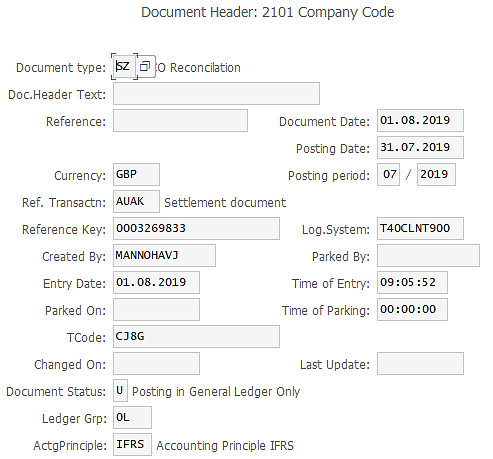 Document Header: 2101 Company Code
Document type: SZ CO Reconcilation
Doc.Header Text:
Reference: Document Date: 01.08.2019
Posting Date: 31.07.2019
Currency: GBP Posting period: 07 / 2019
Ref. Transactn: AUAK Settlement document
Reference Key: 0003269833 Log.System: T40CLNT900
Created By: MANNOHAVJ Parked By:
Entry Date: 01.08.2019 Time of Entry: 09:05:52
Parked On: Time of Parking: 00:00:00
TCode: CJ8G
Changed On: Last Update:
Document Status: U Posting in General Ledger Only
Ledger Grp: 0L
ActgPrinciple: IFRS Accounting Principle IFRS